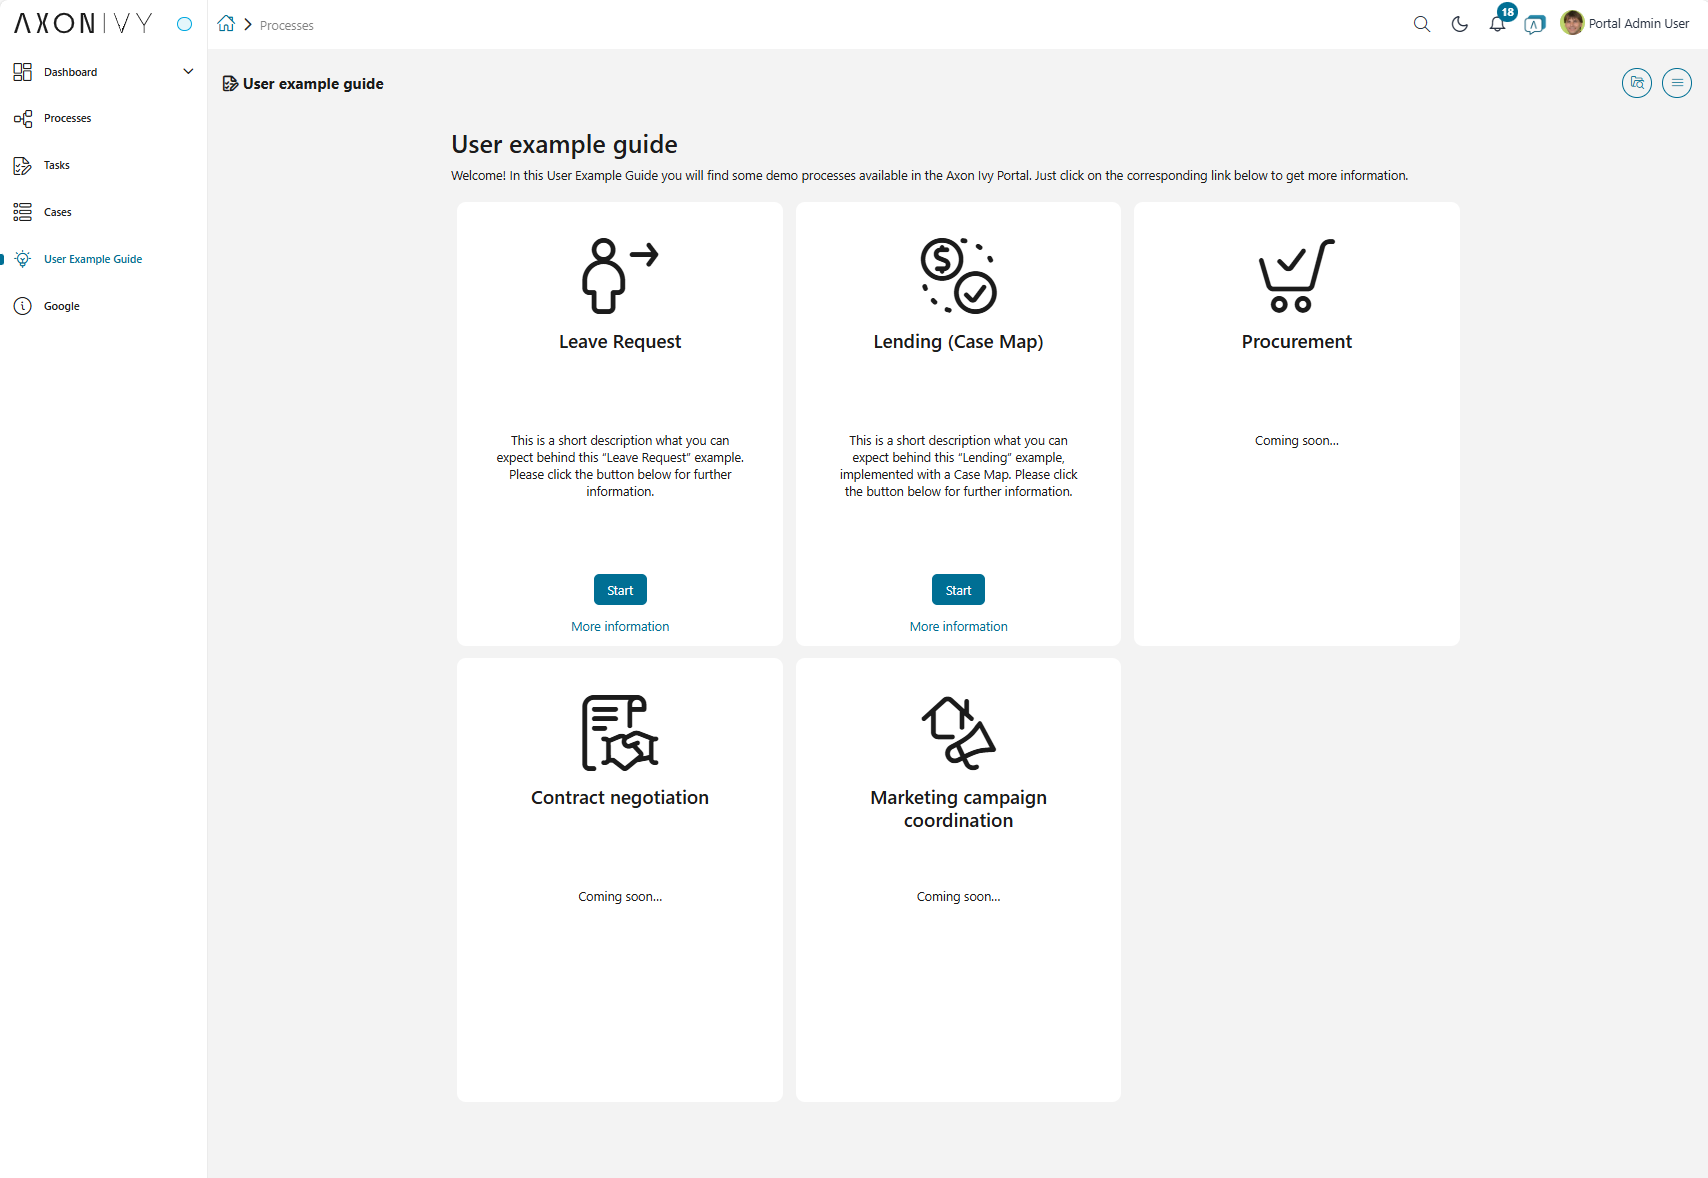 AXONIVY
Processes
18
Portal Admin User
Dashboard
Processes
Tasks
Cases
User Example Guide
Google
User example guide
User example guide
Welcome! In this User Example Guide you will find some demo processes available in the Axon Ivy Portal. Just click on the corresponding link below to get more information.
Leave Request
This is a short description what you can
expect behind this “Leave Request” example.
Please click the button below for further
information.
Start
More information
Lending (Case Map)
This is a short description what you can
expect behind this “Lending” example,
implemented with a Case Map. Please click
the button below for further information.
Start
More information
Procurement
Coming soon...
Contract negotiation
Coming soon...
Marketing campaign
coordination
Coming soon...